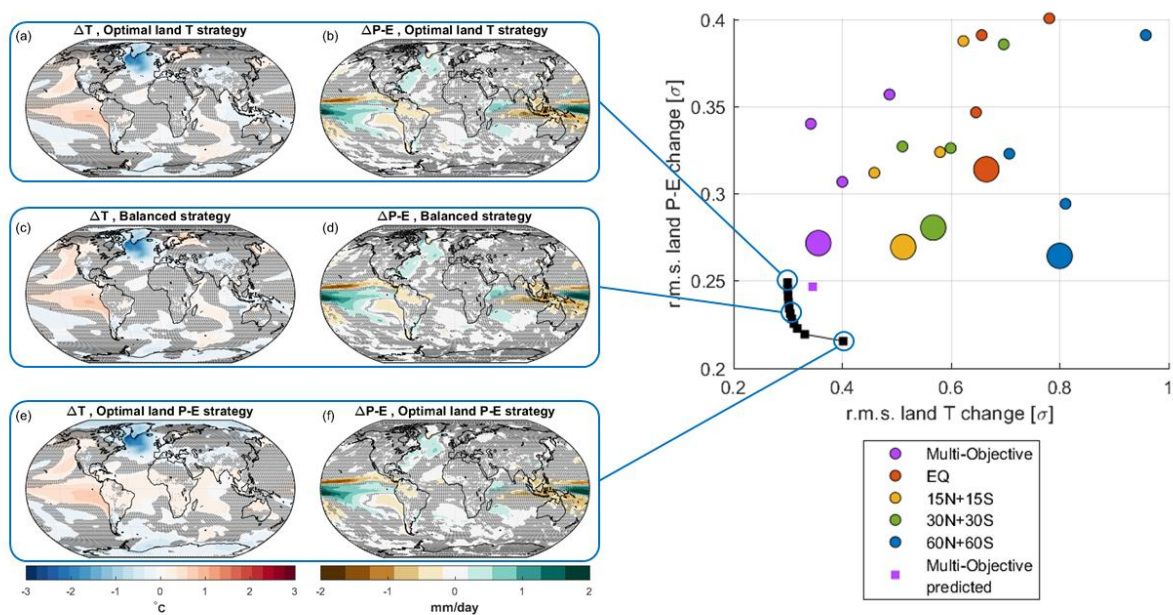 (a) ΔT , Optimal land T strategy
(b) ΔP-E , Optimal land T strategy
(c) ΔT , Balanced strategy
(d) ΔP-E , Balanced strategy
(e) ΔT , Optimal land P-E strategy
(f) ΔP-E , Optimal land P-E strategy
-3 -2 -1 0 1 2 3
°c
-2 -1 0 1 2
mm/day
r.m.s. land P-E change [σ]
0.4
0.35
0.3
0.25
0.2
0.2 0.4 0.6 0.8 1
r.m.s. land T change [σ]
Multi-Objective
EQ
15N+15S
30N+30S
60N+60S
Multi-Objective
predicted